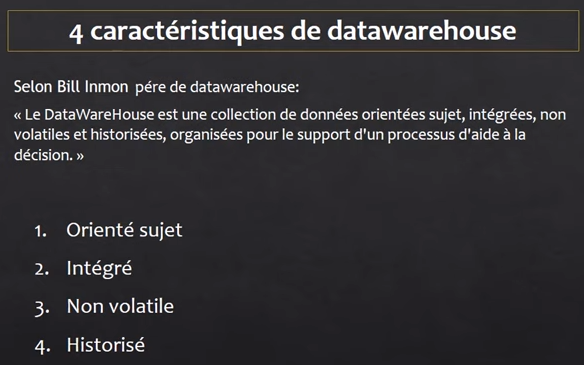 4 caractéristiques de datawarehouse
Selon Bill Inmon pére de datawarehouse:
« Le DataWareHouse est une collection de données orientées sujet, intégrées, non
volatiles et historisées, organisées pour le support d'un processus d'aide à la
décision. »
1. Orienté sujet
2. Intégré
3. Non volatile
4. Historisé